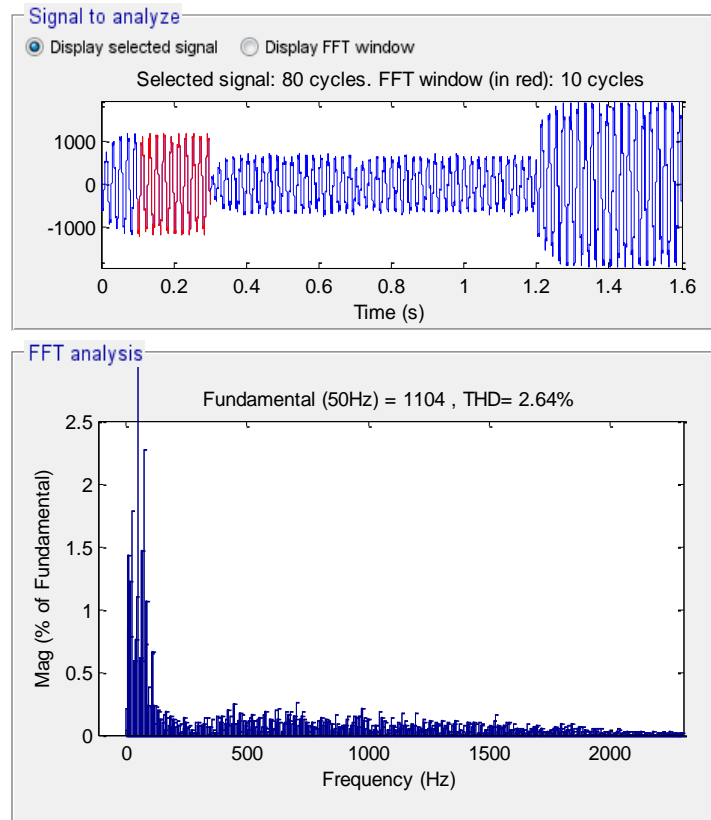 Signal to analyze
Display selected signal Display FFT window
Selected signal: 80 cycles. FFT window (in red): 10 cycles
1000
0
-1000
0 0.2 0.4 0.6 0.8 1 1.2 1.4 1.6
Time (s)
FFT analysis
Fundamental (50Hz) = 1104 , THD= 2.64%
2.5
2
1.5
1
0.5
0
Mag (% of Fundamental)
0 500 1000 1500 2000
Frequency (Hz)